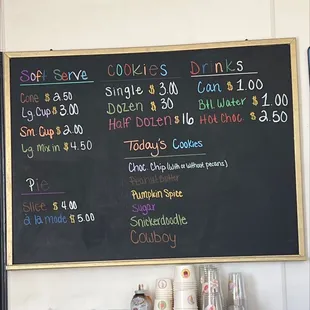 Soft Serve
Cone $2.50
Lg Cup $3.00
Sm. Cup $2.00
Lg Mix in $4.50
Pie
Slice $4.00
à la mode $5.00
COOKIES
Single $3.00
Dozen $30
Half Dozen $16
Drinks
Can $1.00
Btl Water $1.00
Hot Choc. $2.50
Today's Cookies
Choc. Chip (with or without pecans)
Peanut Butter
Pumpkin Spice
Sugar
Snickerdoodle
Cowboy